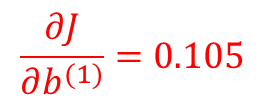 ∂J/∂b⁽¹⁾ = 0.105